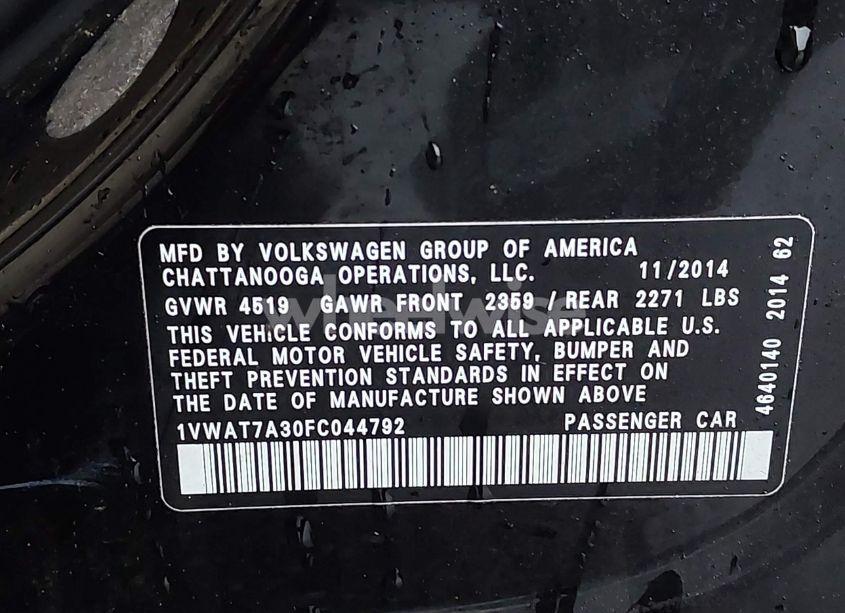 MFD BY VOLKSWAGEN GROUP OF AMERICA
CHATTANOOGA OPERATIONS, LLC. 11/2014
GVWR 4519 GAWR FRONT 2359 / REAR 2271 LBS
THIS VEHICLE CONFORMS TO ALL APPLICABLE U.S.
FEDERAL MOTOR VEHICLE SAFETY, BUMPER AND
THEFT PREVENTION STANDARDS IN EFFECT ON
THE DATE OF MANUFACTURE SHOWN ABOVE
1VWAT7A30FC044792 PASSENGER CAR
4640140 2014 62
wheelwise